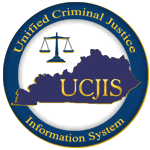 Unified Criminal Justice
UCJIS
Information System